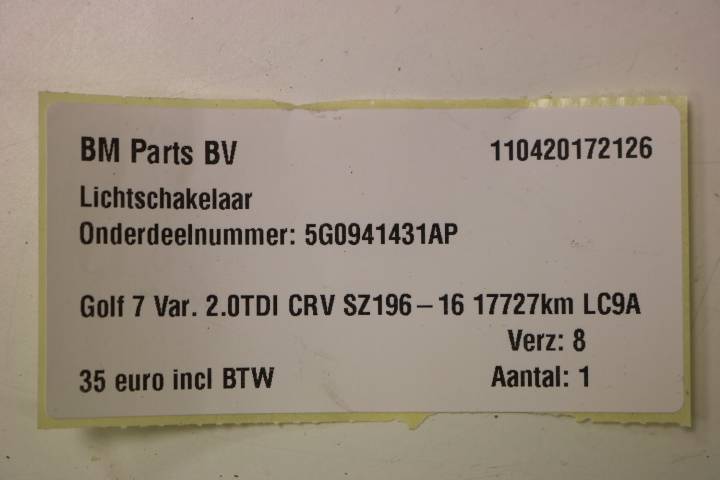 BM Parts BV 110420172126
Lichtschakelaar
Onderdeelnummer: 5G0941431AP
Golf 7 Var. 2.0TDI CRV SZ196 – 16 17727km LC9A
Verz: 8
35 euro incl BTW Aantal: 1